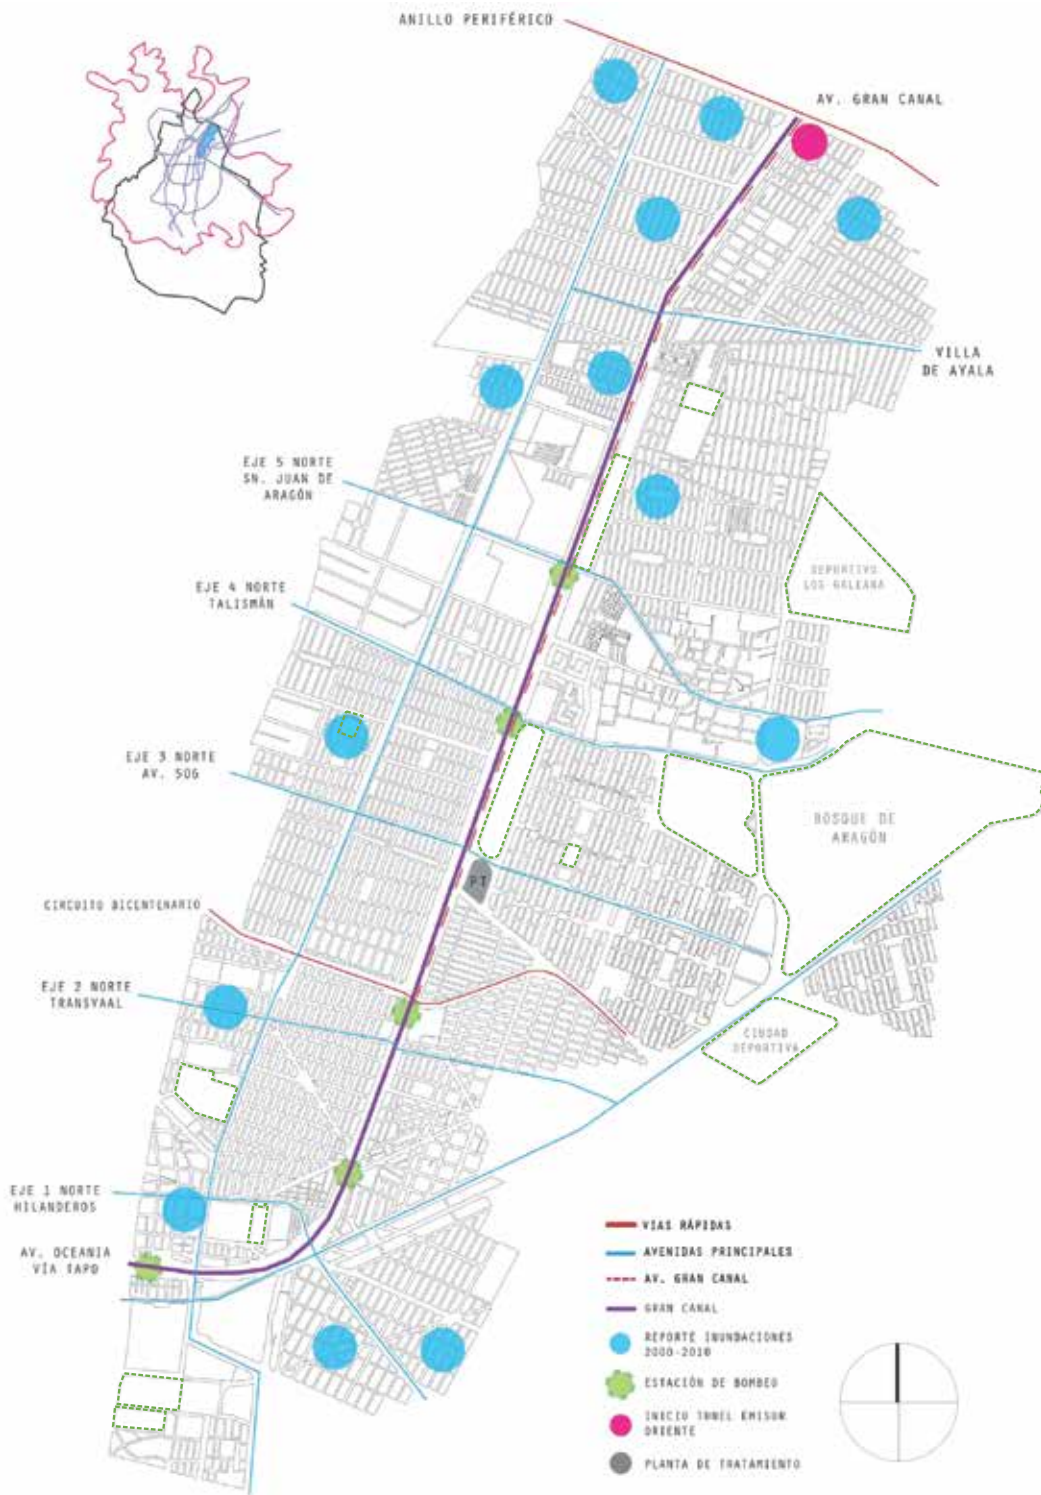 ANILLO PERIFÉRICO
AV. GRAN CANAL
VILLA
DE AYALA
EJE 5 NORTE
SN. JUAN DE
ARAGÓN
DEPORTIVO
LOS GALEANA
EJE 4 NORTE
TALISMÁN
EJE 3 NORTE
AV. 506
BOSQUE DE
ARAGÓN
PT
CIRCUITO BICENTENARIO
EJE 2 NORTE
TRANSVAAL
CIUDAD
DEPORTIVA
EJE 1 NORTE
HILANDEROS
AV. OCEANIA
VÍA TAPO
VIAS RÁPIDAS
AVENIDAS PRINCIPALES
AV. GRAN CANAL
GRAN CANAL
REPORTE INUNDACIONES
2000-2010
ESTACIÓN DE BOMBEO
INICIO TUNEL EMISOR
ORIENTE
PLANTA DE TRATAMIENTO